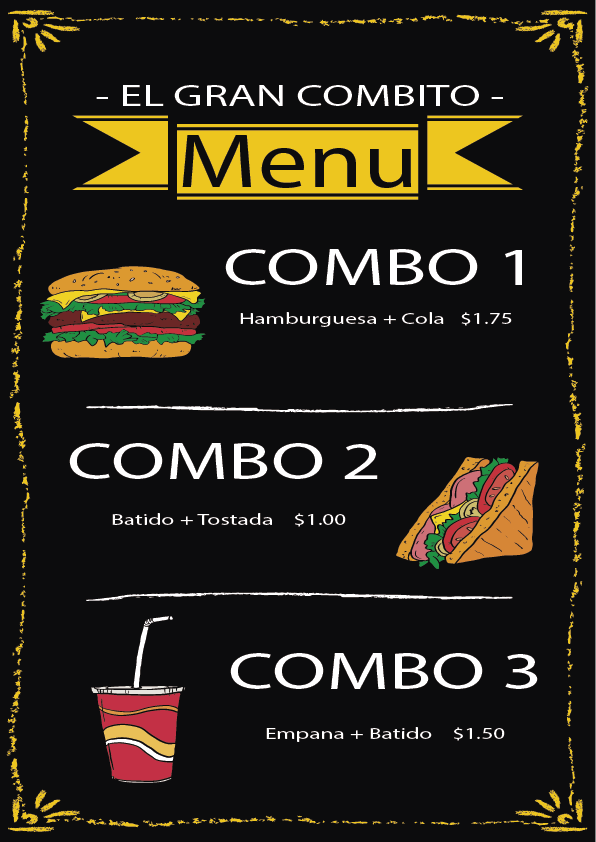 - EL GRAN COMBITO -
Menu
COMBO 1
Hamburguesa + Cola $1.75
COMBO 2
Batido + Tostada $1.00
COMBO 3
Empana + Batido $1.50